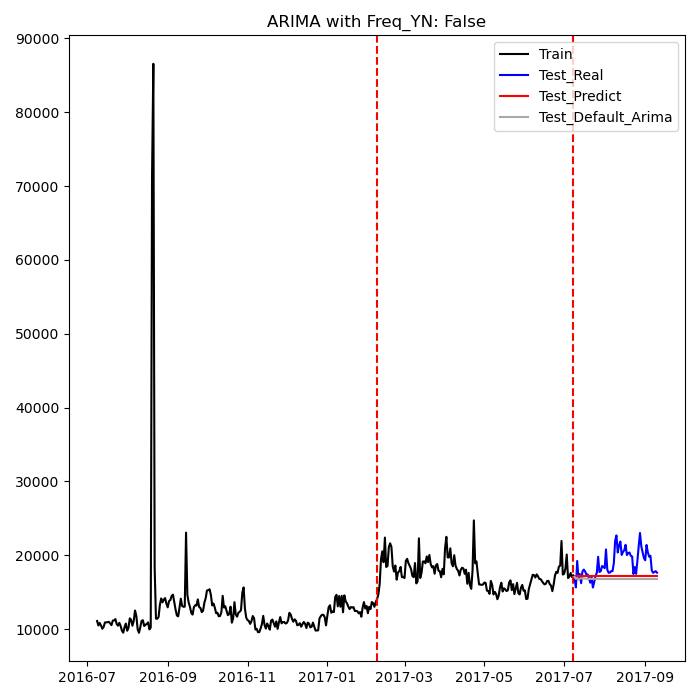 ARIMA with Freq_YN: False
90000
80000
70000
60000
50000
40000
30000
20000
10000
Train
Test_Real
Test_Predict
Test_Default_Arima
2016-07 2016-09 2016-11 2017-01 2017-03 2017-05 2017-07 2017-09